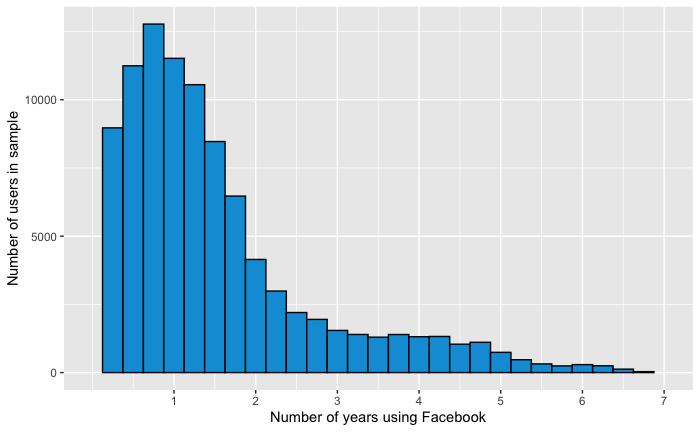 Number of users in sample
10000
5000
0
1 2 3 4 5 6 7
Number of years using Facebook